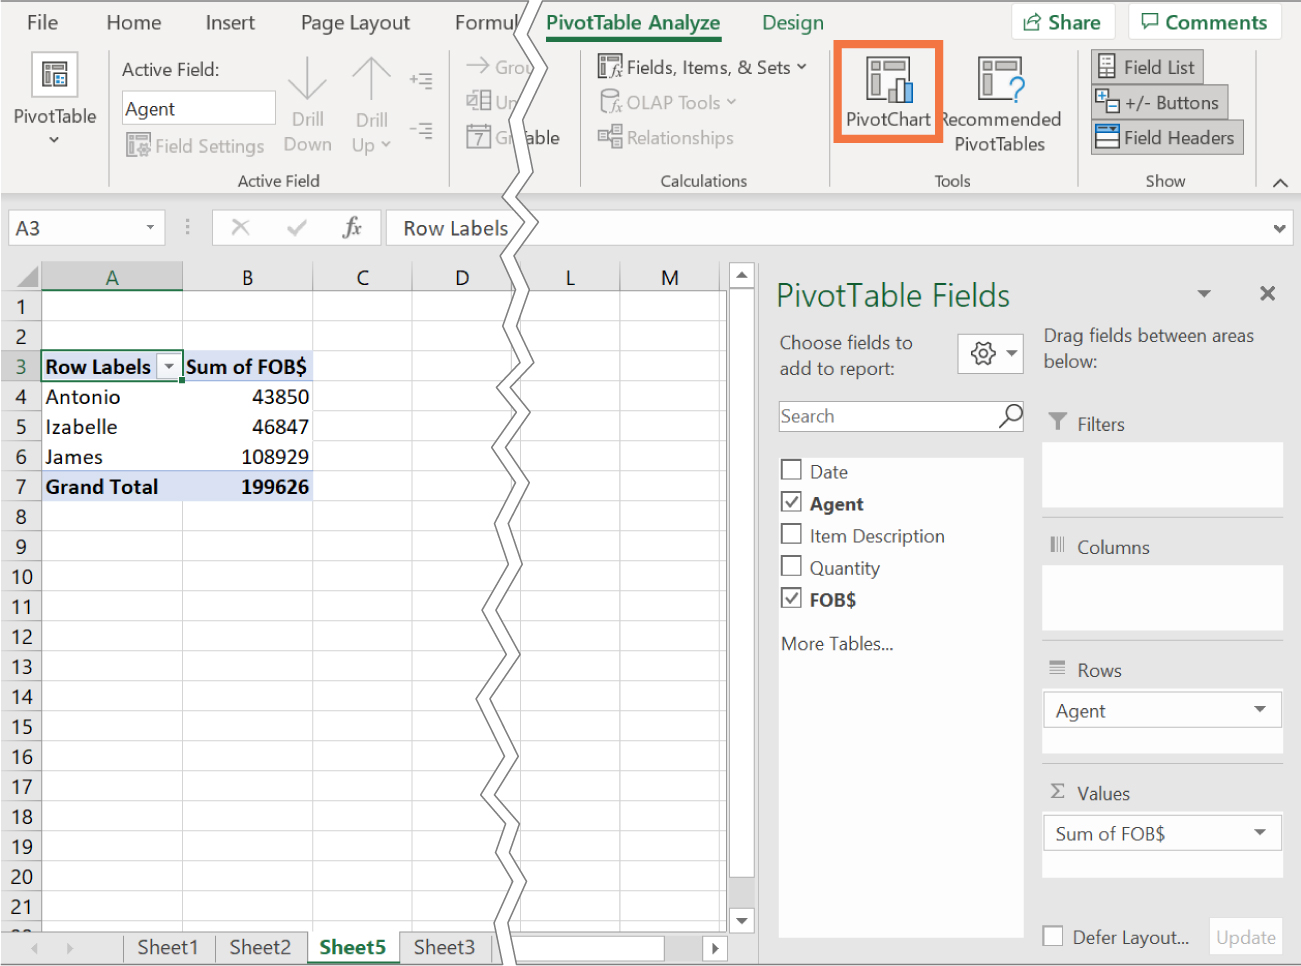 File Home Insert Page Layout Formul PivotTable Analyze Design Share Comments
PivotTable
Active Field:
Agent
Field Settings
Drill
Down
Drill
Up
Active Field
Grou
Un
Table
Fields, Items, & Sets
OLAP Tools
Relationships
Calculations
PivotChart
Recommended
PivotTables
Tools
Field List
+/- Buttons
Field Headers
Show
A3 fx Row Labels
A B C D L M
1
2
3 Row Labels Sum of FOB$
4 Antonio 43850
5 Izabelle 46847
6 James 108929
7 Grand Total 199626
8
9
10
11
12
13
14
15
16
17
18
19
20
21
Sheet1 Sheet2 Sheet5 Sheet3
PivotTable Fields
Choose fields to
add to report:
Search
Date
Agent
Item Description
Quantity
FOB$
More Tables...
Drag fields between areas
below:
Filters
Columns
Rows
Agent
Σ Values
Sum of FOB$
Defer Layout... Update